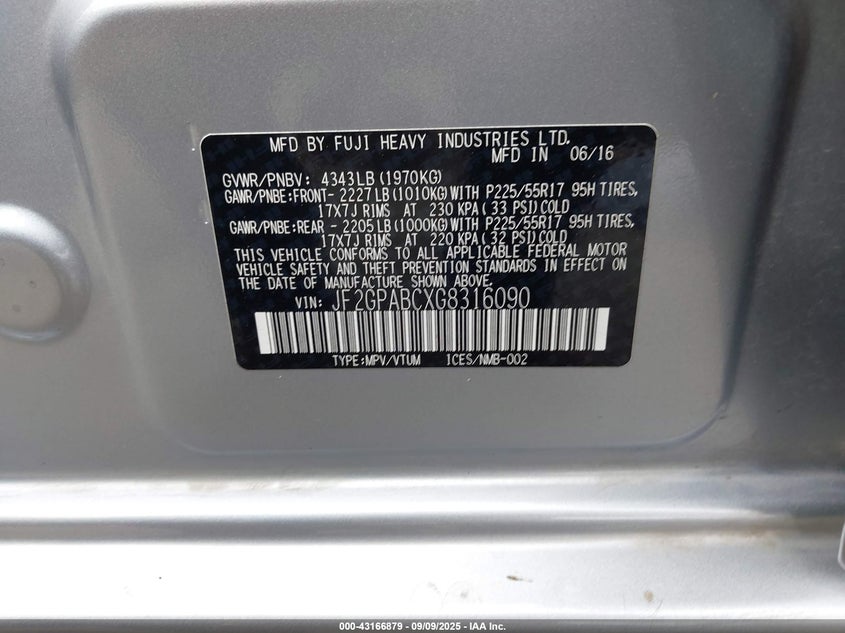 MFD BY FUJI HEAVY INDUSTRIES LTD.
MFD IN 06/16
GVWR/PNBV: 4343LB(1970KG)
GAWR/PNBE:FRONT- 2227LB(1010KG)WITH P225/55R17 95H TIRES,
17X7J RIMS AT 230 KPA(33 PSI)COLD
GAWR/PNBE:REAR - 2205LB(1000KG)WITH P225/55R17 95H TIRES,
17X7J RIMS AT 220 KPA(32 PSI)COLD
THIS VEHICLE CONFORMS TO ALL APPLICABLE FEDERAL MOTOR
VEHICLE SAFETY AND THEFT PREVENTION STANDARDS IN EFFECT ON
THE DATE OF MANUFACTURE SHOWN ABOVE.
VIN: JF2GPABCXG8316090
TYPE:MPV/VTUM ICES/NMB-002
000-43166879 - 09/09/2025 - IAA Inc.